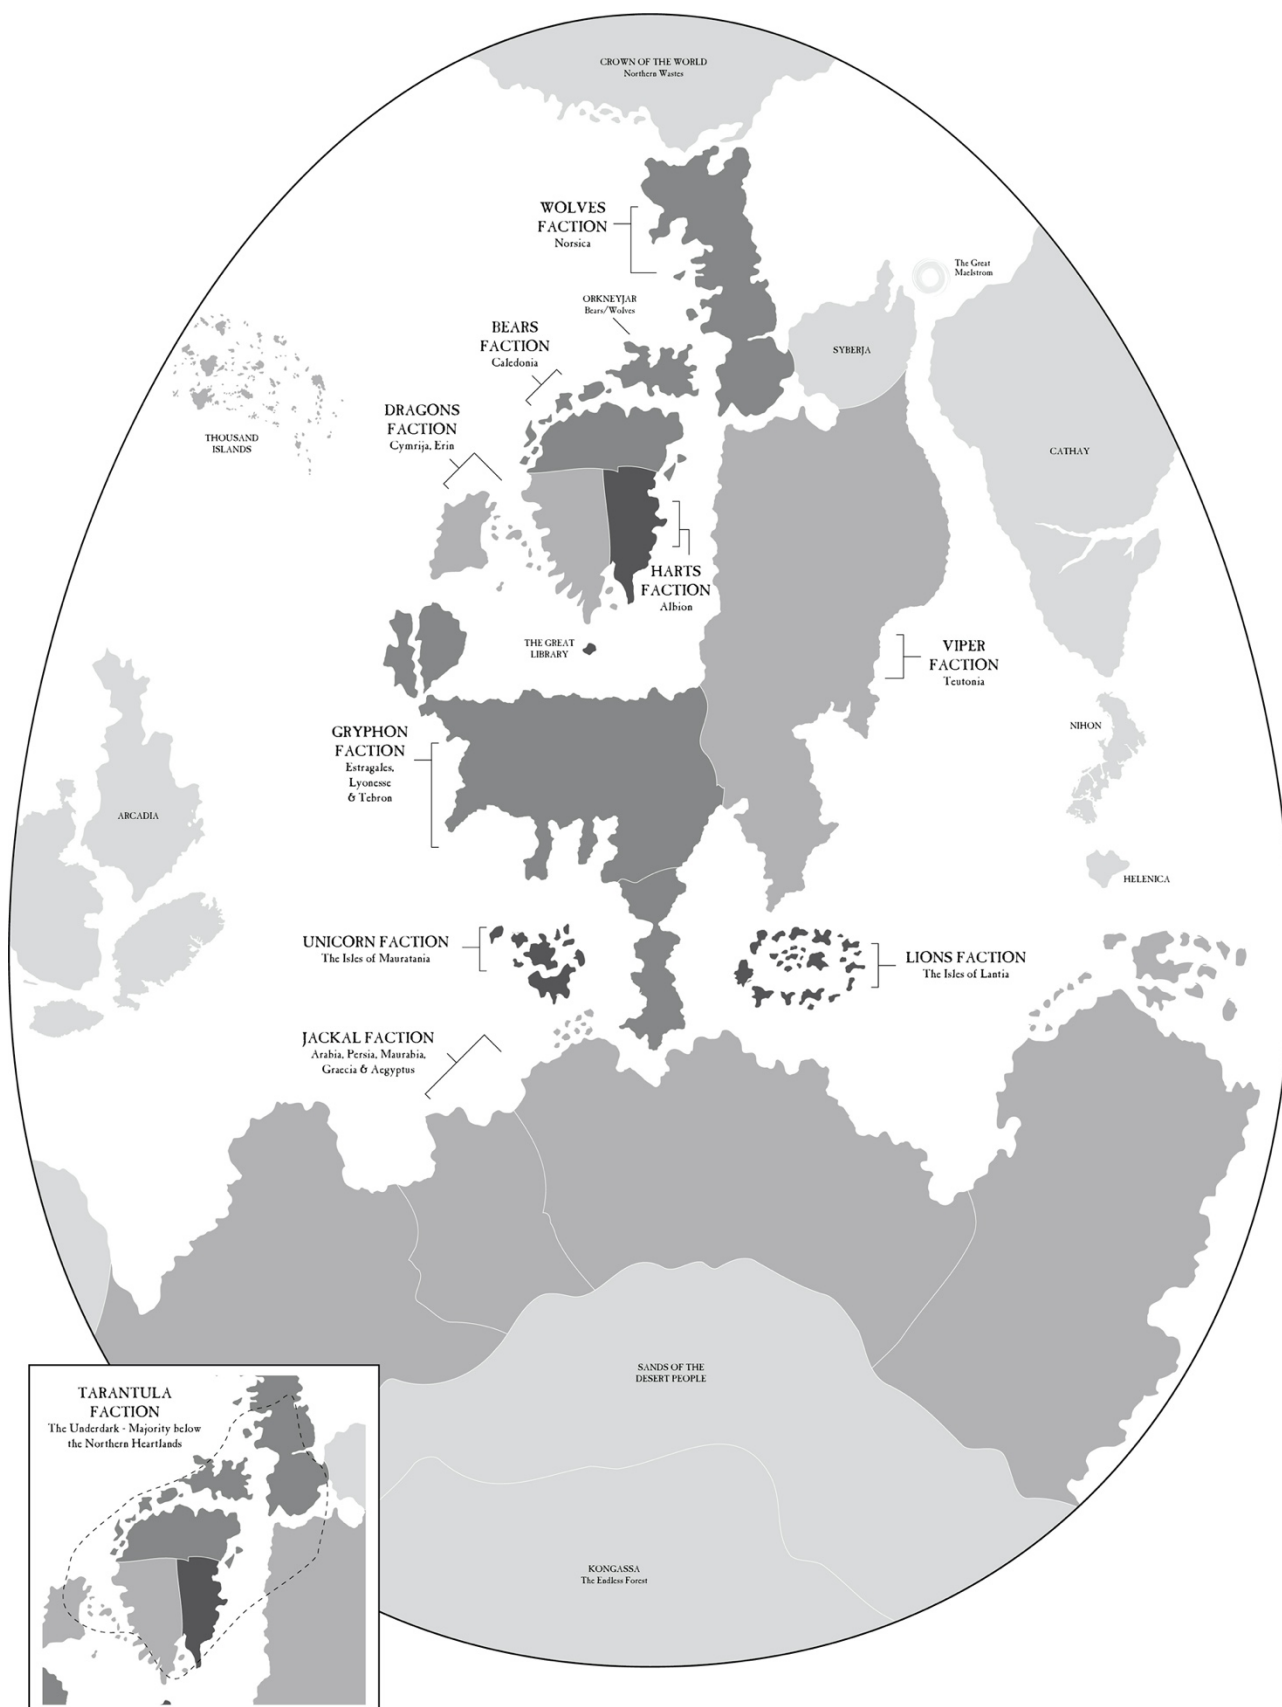 CROWN OF THE WORLD
Northern Wastes
WOLVES
FACTION
Norsica
The Great
Maelstrom
ORKNEYJAR
Bears/Wolves
BEARS
FACTION
Caledonia
SYBERJA
DRAGONS
FACTION
Cymrija, Erin
THOUSAND
ISLANDS
CATHAY
HARTS
FACTION
Albion
THE GREAT
LIBRARY
VIPER
FACTION
Teutonia
NIHON
GRYPHON
FACTION
Estragales,
Lyonesse
& Tebron
ARCADIA
HELENICA
UNICORN FACTION
The Isles of Mauratania
LIONS FACTION
The Isles of Lantia
JACKAL FACTION
Arabia, Persia, Maurabia,
Graecia & Aegyptus
SANDS OF THE
DESERT PEOPLE
TARANTULA
FACTION
The Underdark - Majority below
the Northern Heartlands
KONGASSA
The Endless Forest